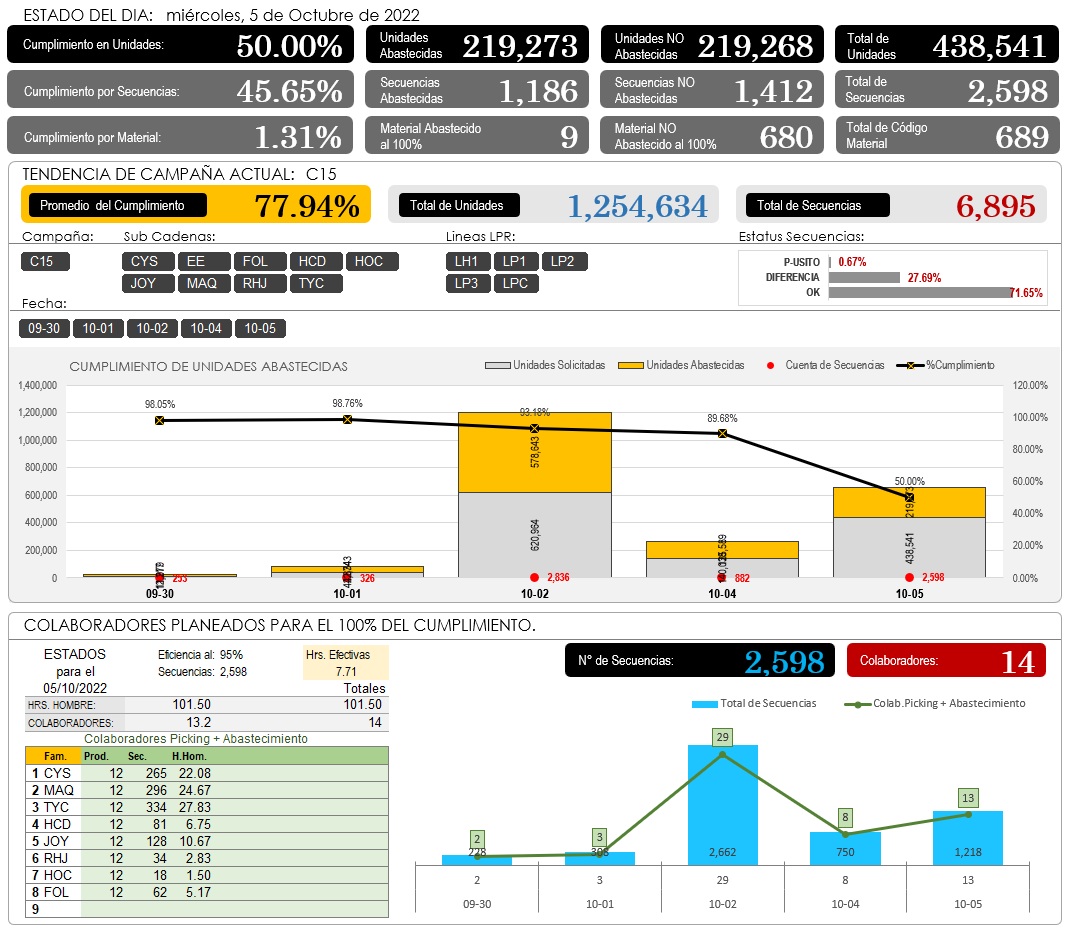 ESTADO DEL DIA: miércoles, 5 de Octubre de 2022
Cumplimiento en Unidades: 50.00%
Unidades Abastecidas 219,273
Unidades NO Abastecidas 219,268
Total de Unidades 438,541
Cumplimiento por Secuencias: 45.65%
Secuencias Abastecidas 1,186
Secuencias NO Abastecidas 1,412
Total de Secuencias 2,598
Cumplimiento por Material: 1.31%
Material Abastecido al 100% 9
Material NO Abastecido al 100% 680
Total de Código Material 689
TENDENCIA DE CAMPAÑA ACTUAL: C15
Promedio del Cumplimiento 77.94%
Total de Unidades 1,254,634
Total de Secuencias 6,895
Campaña: Sub Cadenas: Lineas LPR: Estatus Secuencias:
C15 CYS EE FOL HCD HOC LH1 LP1 LP2
JOY MAQ RHJ TYC LP3 LPC
P-USITO 0.67%
DIFERENCIA 27.69%
OK 71.65%
Fecha:
09-30 10-01 10-02 10-04 10-05
CUMPLIMIENTO DE UNIDADES ABASTECIDAS
Unidades Solicitadas Unidades Abastecidas Cuenta de Secuencias %Cumplimiento
1,400,000 120.00%
1,200,000 100.00%
1,000,000 80.00%
800,000 60.00%
600,000 40.00%
400,000 20.00%
200,000 0.00%
0
98.05% 98.76% 93.18% 89.68% 50.00%
578,643
620,964
438,541
326 2,836 882 2,598
09-30 10-01 10-02 10-04 10-05
COLABORADORES PLANEADOS PARA EL 100% DEL CUMPLIMIENTO.
ESTADOS para el 05/10/2022
Eficiencia al: 95%
Secuencias: 2,598
Hrs. Efectivas
7.71
Totales
HRS. HOMBRE: 101.50 101.50
COLABORADORES: 13.2 14
Colaboradores Picking + Abastecimiento
Fam. Prod. Sec. H.Hom.
1 CYS 12 265 22.08
2 MAQ 12 296 24.67
3 TYC 12 334 27.83
4 HCD 12 81 6.75
5 JOY 12 128 10.67
6 RHJ 12 34 2.83
7 HOC 12 18 1.50
8 FOL 12 62 5.17
9
N° de Secuencias: 2,598
Colaboradores: 14
Total de Secuencias Colab.Picking + Abastecimiento
2 3 29 8 13
2,662 750 1,218
2 3 29 8 13
09-30 10-01 10-02 10-04 10-05